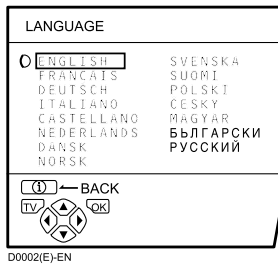 LANGUAGE
ENGLISH
FRANCAIS
DEUTSCH
ITALIANO
CASTELLANO
NEDERLANDS
DANSK
NORSK
SVENSKA
SUOMI
POLSKI
CESKY
MAGYAR
БЬЛГАРСКИ
РУССКИЙ
BACK
TV
OK
D0002(E)-EN